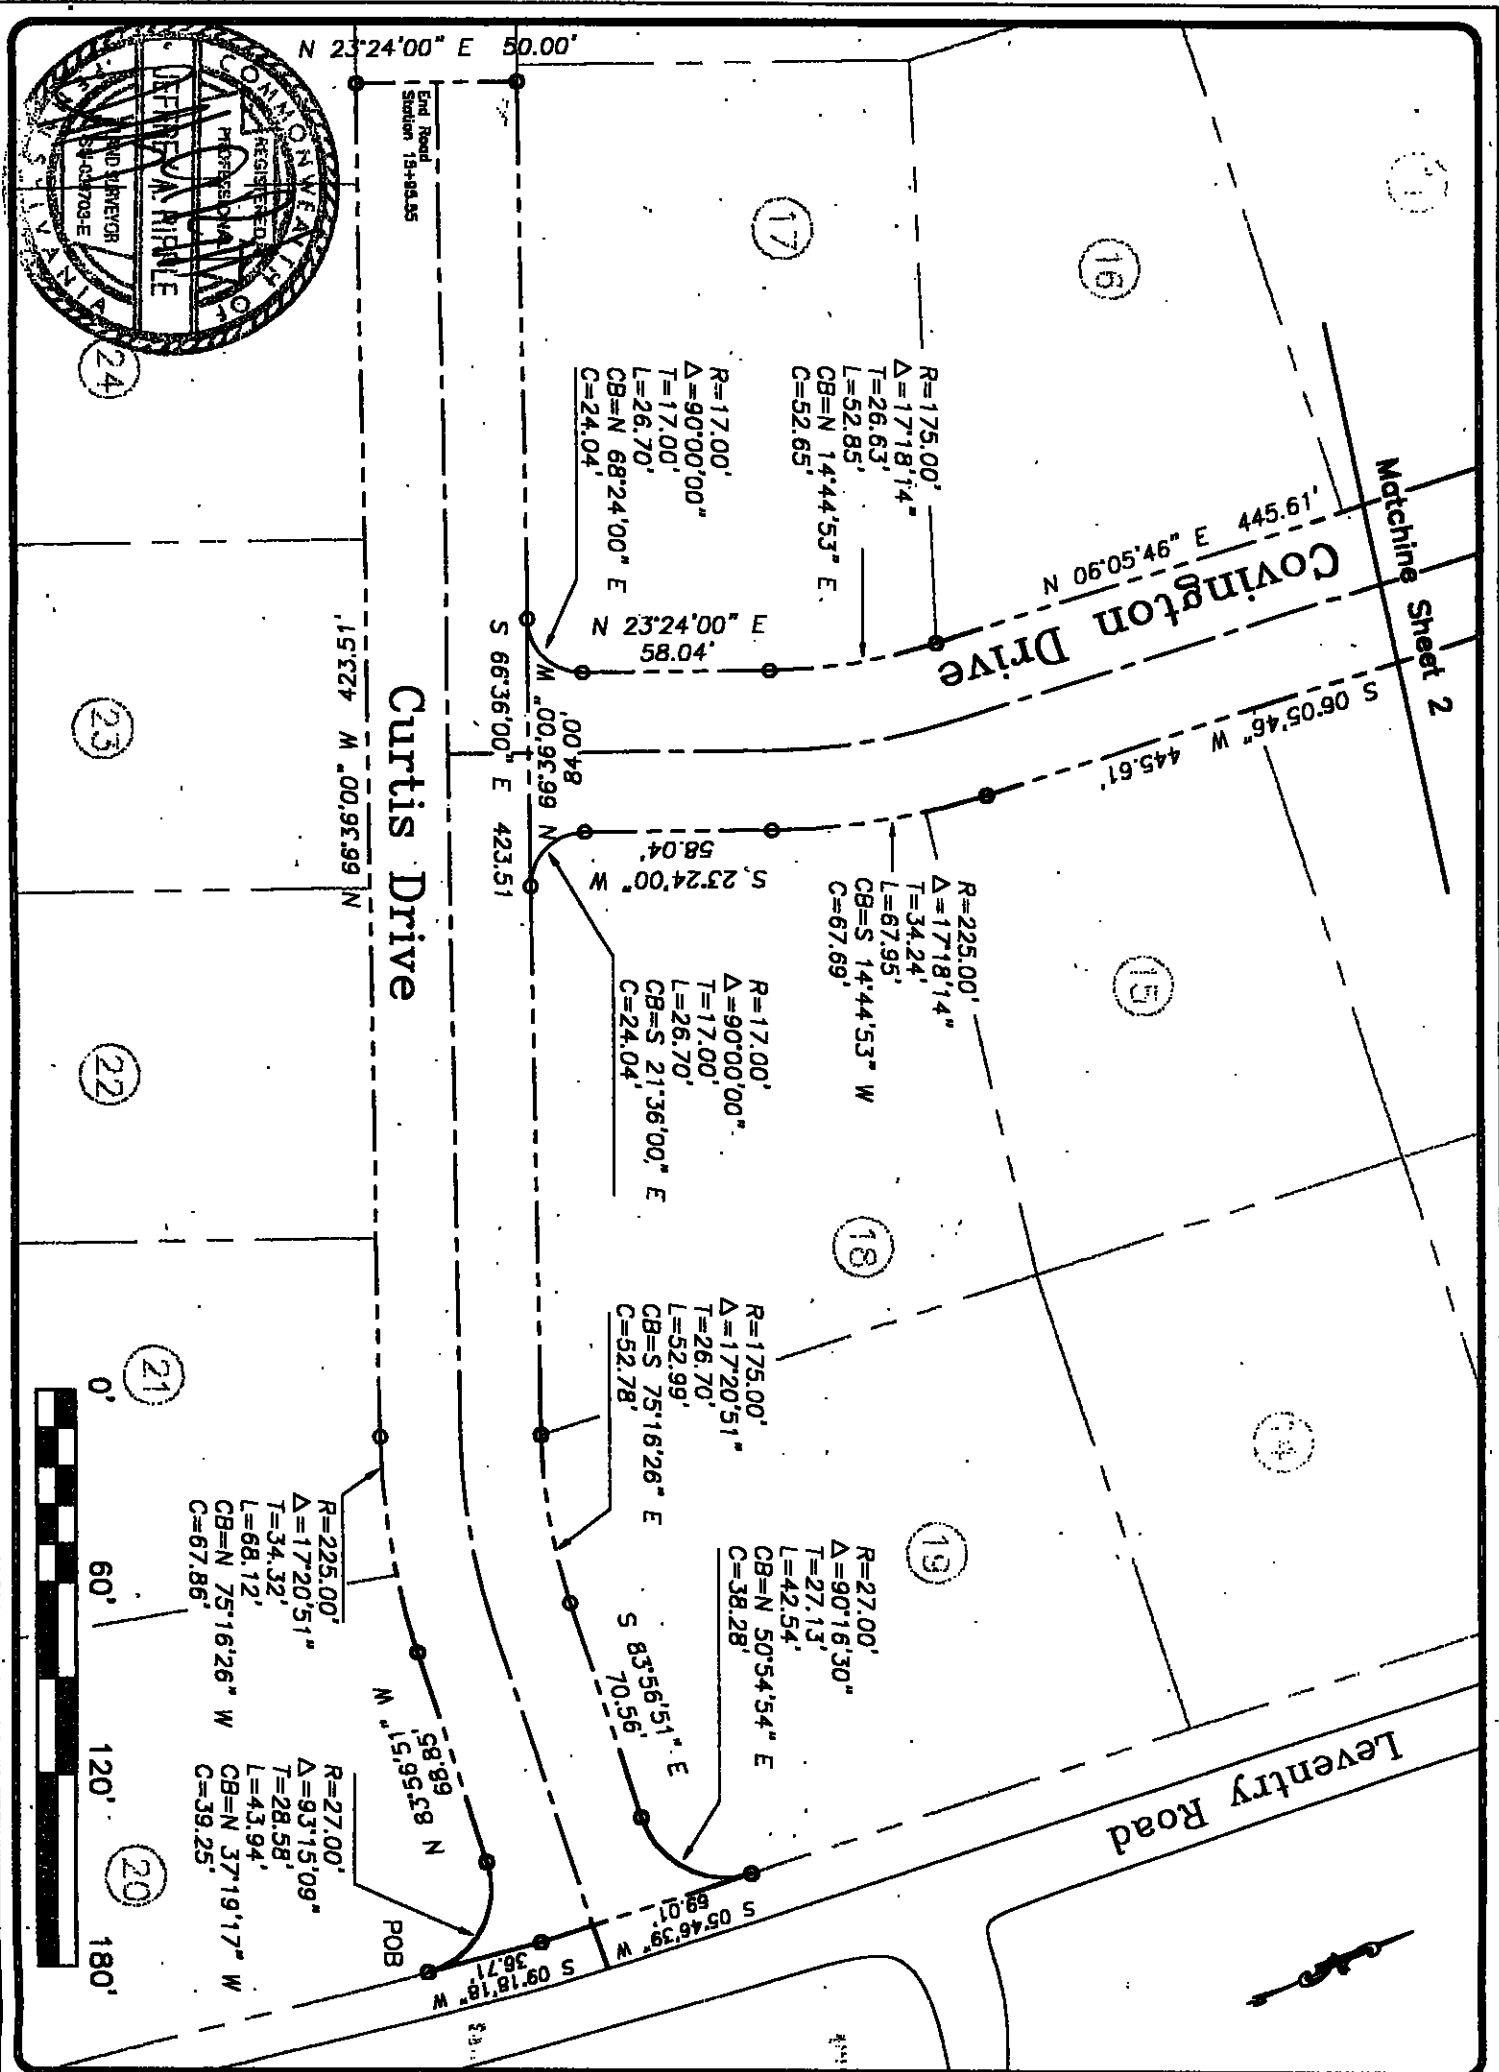 N 23°24'00" E 50.00'
End Road
Station 15+95.55
COMMONWEALTH OF
REGISTERED
PROFESSIONAL
JEFFREY A. RIPPLE
LAND SURVEYOR
24
23
22
21
20
17
16
15
18
14
19
Matchine Sheet 2
Covington Drive
N 06°05'46" E 445.61'
S 06°05'46" W 445.61'
R=175.00'
Δ=17°18'14"
T=26.63'
L=52.85'
CB=N 14°44'53" E
C=52.65'
R=17.00'
Δ=90°00'00"
T=17.00'
L=26.70'
CB=N 68°24'00" E
C=24.04'
N 23°24'00" E
58.04'
S 23°24'00" W
58.04'
N 66°36'00" W
84.00'
S 66°36'00" E 423.51
N 66°36'00" W 423.51'
Curtis Drive
R=225.00'
Δ=17°18'14"
T=34.24'
L=67.95'
CB=S 14°44'53" W
C=67.69'
R=17.00'
Δ=90°00'00"
T=17.00'
L=26.70'
CB=S 21°36'00" E
C=24.04'
R=175.00'
Δ=17°20'51"
T=26.70'
L=52.99'
CB=S 75°16'26" E
C=52.78'
R=27.00'
Δ=90°16'30"
T=27.13'
L=42.54'
CB=N 50°54'54" E
C=38.28'
S 83°56'51" E
70.56'
N 83°56'51" W
68.85'
R=225.00'
Δ=17°20'51"
T=34.32'
L=68.12'
CB=N 75°16'26" W
C=67.86'
R=27.00'
Δ=93°15'09"
T=28.58'
L=43.94'
CB=N 37°19'17" W
C=39.25'
POB
S 05°46'39" W
69.01'
S 09°18'18" W
36.71'
Leventry Road
0' 60' 120' 180'